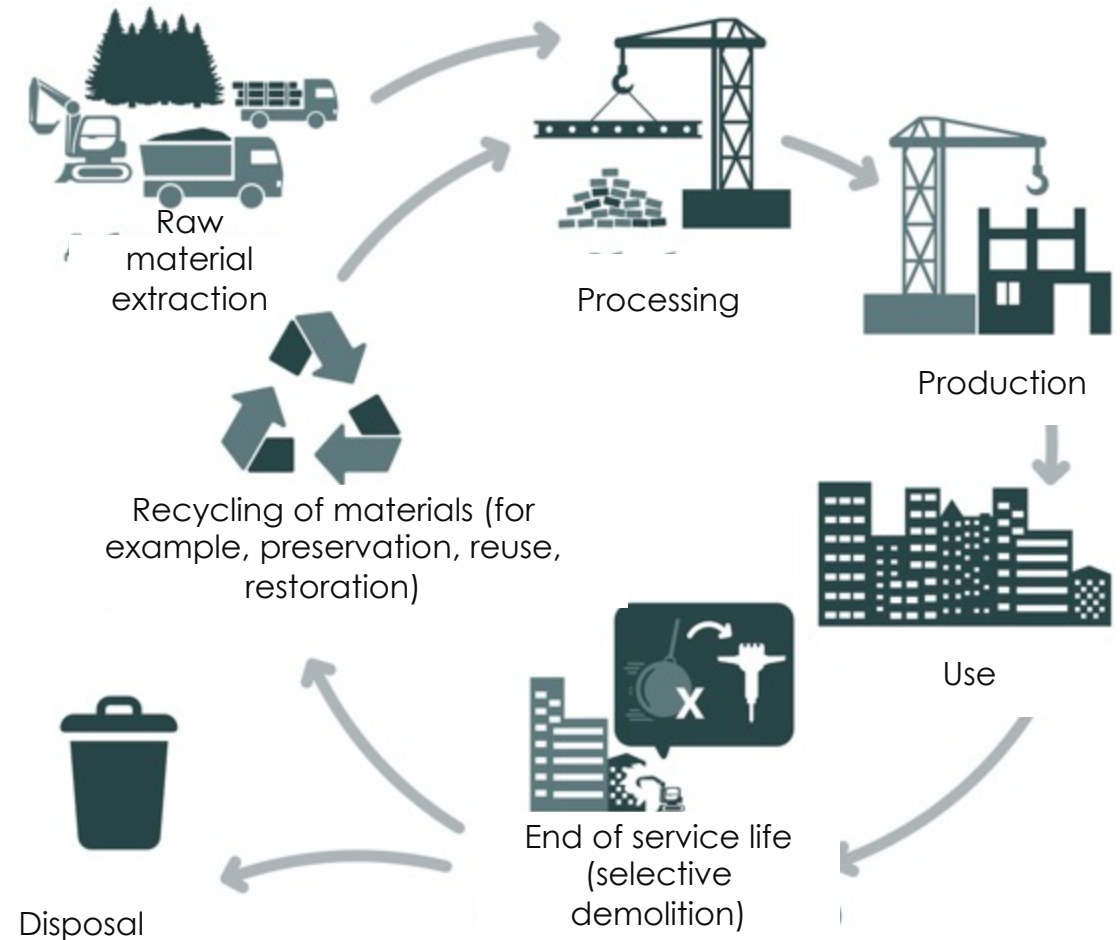 Raw
material
extraction
Processing
Production
Recycling of materials (for
example, preservation, reuse,
restoration)
Use
X
End of service life
(selective
demolition)
Disposal